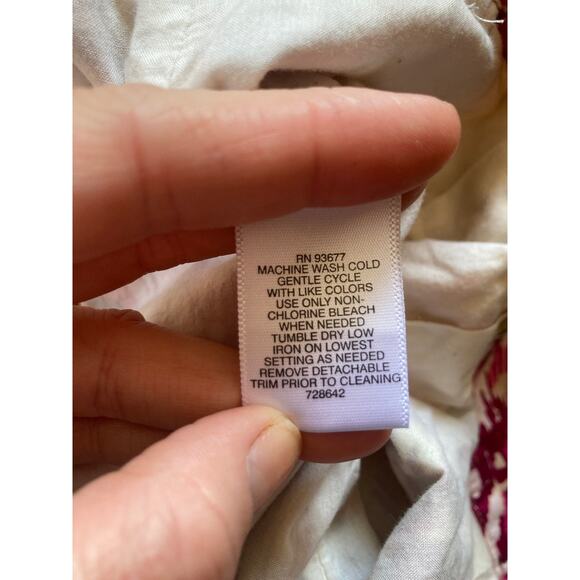 RN 93677
MACHINE WASH COLD
GENTLE CYCLE
WITH LIKE COLORS
USE ONLY NON-
CHLORINE BLEACH
WHEN NEEDED
TUMBLE DRY LOW
IRON ON LOWEST
SETTING AS NEEDED
REMOVE DETACHABLE
TRIM PRIOR TO CLEANING
728642